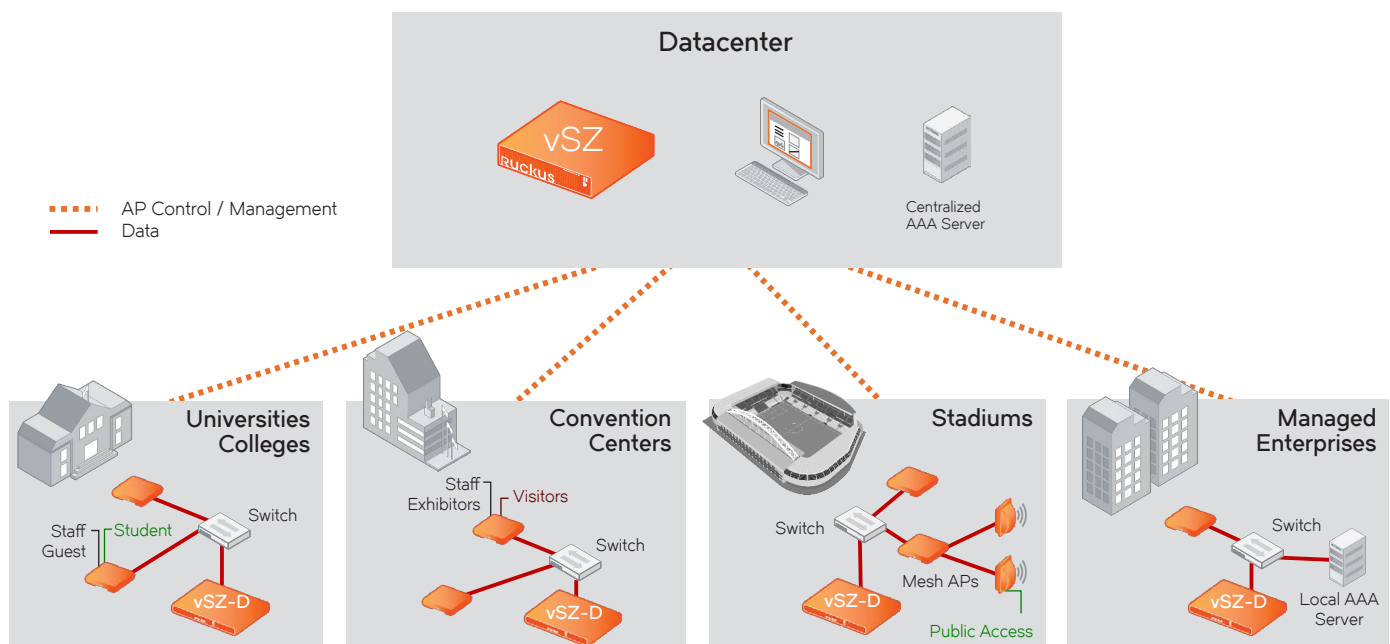 Datacenter
vSZ
Ruckus
Centralized
AAA Server
AP Control / Management
Data
Universities
Colleges
Switch
Staff
Guest
Student
vSZ-D
Convention
Centers
Staff
Exhibitors
Visitors
Switch
vSZ-D
Stadiums
Switch
Mesh APs
vSZ-D
Public Access
Managed
Enterprises
Switch
vSZ-D
Local AAA
Server